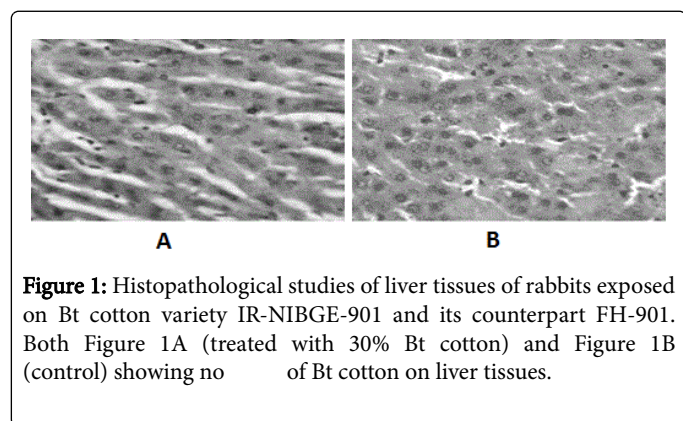 A B
Figure 1: Histopathological studies of liver tissues of rabbits exposed
on Bt cotton variety IR-NIBGE-901 and its counterpart FH-901.
Both Figure 1A (treated with 30% Bt cotton) and Figure 1B
(control) showing no of Bt cotton on liver tissues.